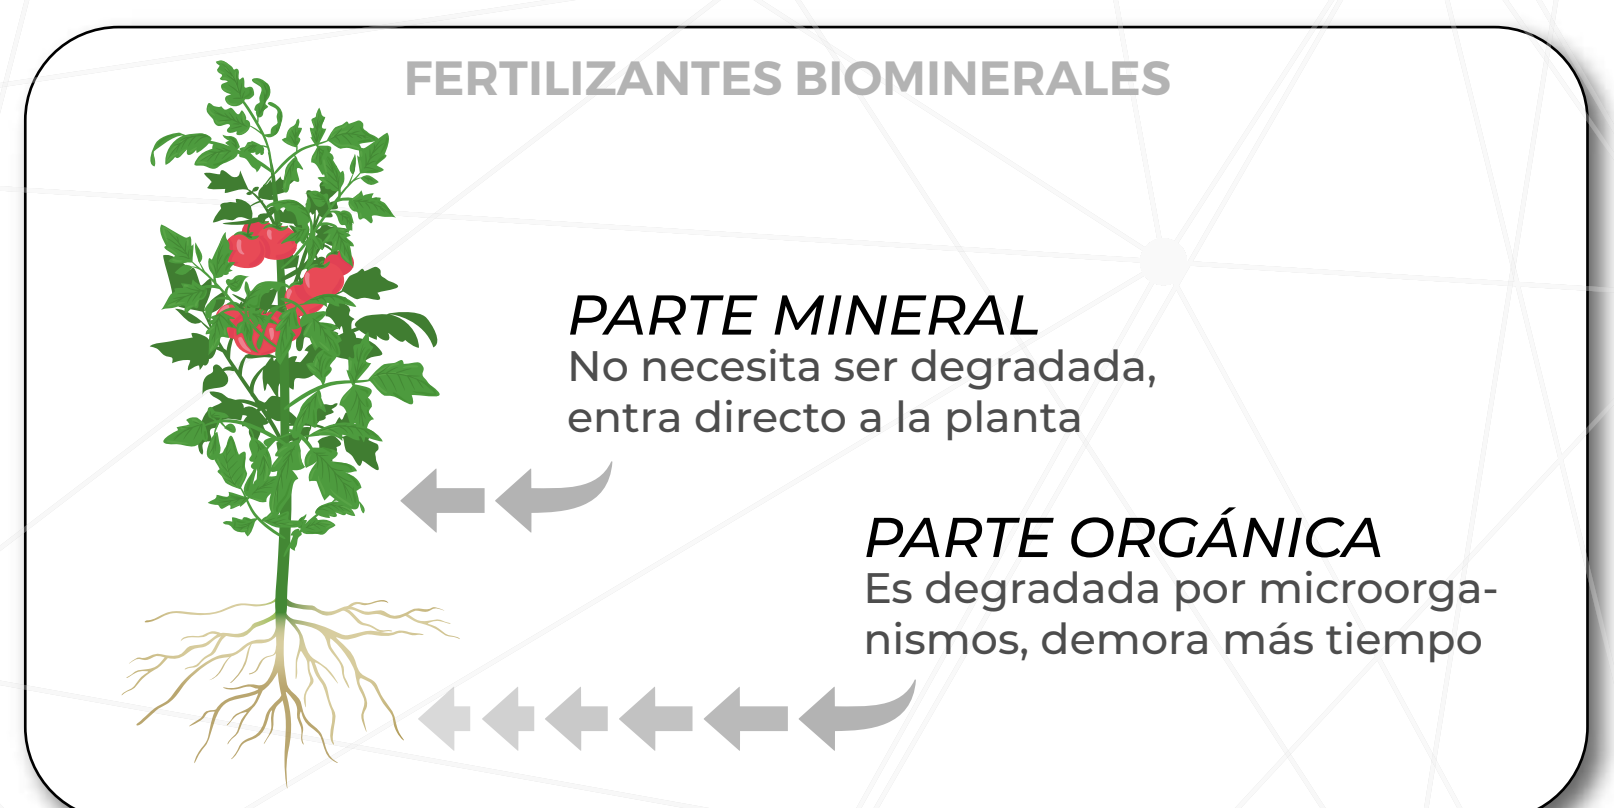 FERTILIZANTES BIOMINERALES
PARTE MINERAL
No necesita ser degradada,
entra directo a la planta
PARTE ORGÁNICA
Es degradada por microorga-
nismos, demora más tiempo